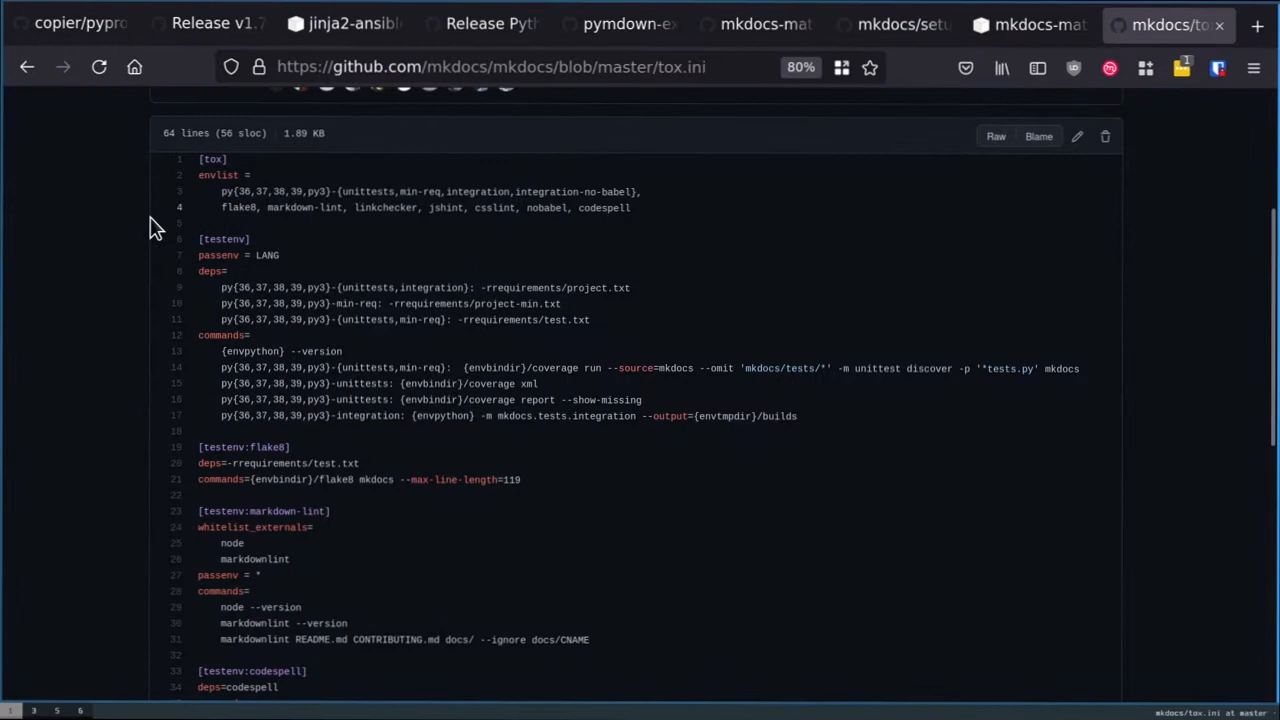 copier/pypro
Release v1.7
jinja2-ansibl
Release Pyth
pymdown-ex
mkdocs-mat
mkdocs/setu
mkdocs-mat
mkdocs/to
https://github.com/mkdocs/mkdocs/blob/master/tox.ini
80%
1
64 lines (56 sloc) 1.89 KB
Raw Blame
1 [tox]
2 envlist =
3 py{36,37,38,39,py3}-{unittests,min-req,integration,integration-no-babel},
4 flake8, markdown-lint, linkchecker, jshint, csslint, nobabel, codespell
5
6 [testenv]
7 passenv = LANG
8 deps=
9 py{36,37,38,39,py3}-{unittests,integration}: -rrequirements/project.txt
10 py{36,37,38,39,py3}-min-req: -rrequirements/project-min.txt
11 py{36,37,38,39,py3}-{unittests,min-req}: -rrequirements/test.txt
12 commands=
13 {envpython} --version
14 py{36,37,38,39,py3}-{unittests,min-req}: {envbindir}/coverage run --source=mkdocs --omit 'mkdocs/tests/*' -m unittest discover -p '*tests.py' mkdocs
15 py{36,37,38,39,py3}-unittests: {envbindir}/coverage xml
16 py{36,37,38,39,py3}-unittests: {envbindir}/coverage report --show-missing
17 py{36,37,38,39,py3}-integration: {envpython} -m mkdocs.tests.integration --output={envtmpdir}/builds
18
19 [testenv:flake8]
20 deps=-rrequirements/test.txt
21 commands={envbindir}/flake8 mkdocs --max-line-length=119
22
23 [testenv:markdown-lint]
24 whitelist_externals=
25 node
26 markdownlint
27 passenv = *
28 commands=
29 node --version
30 markdownlint --version
31 markdownlint README.md CONTRIBUTING.md docs/ --ignore docs/CNAME
32
33 [testenv:codespell]
34 deps=codespell
1 3 5 6
mkdocs/tox.ini at master